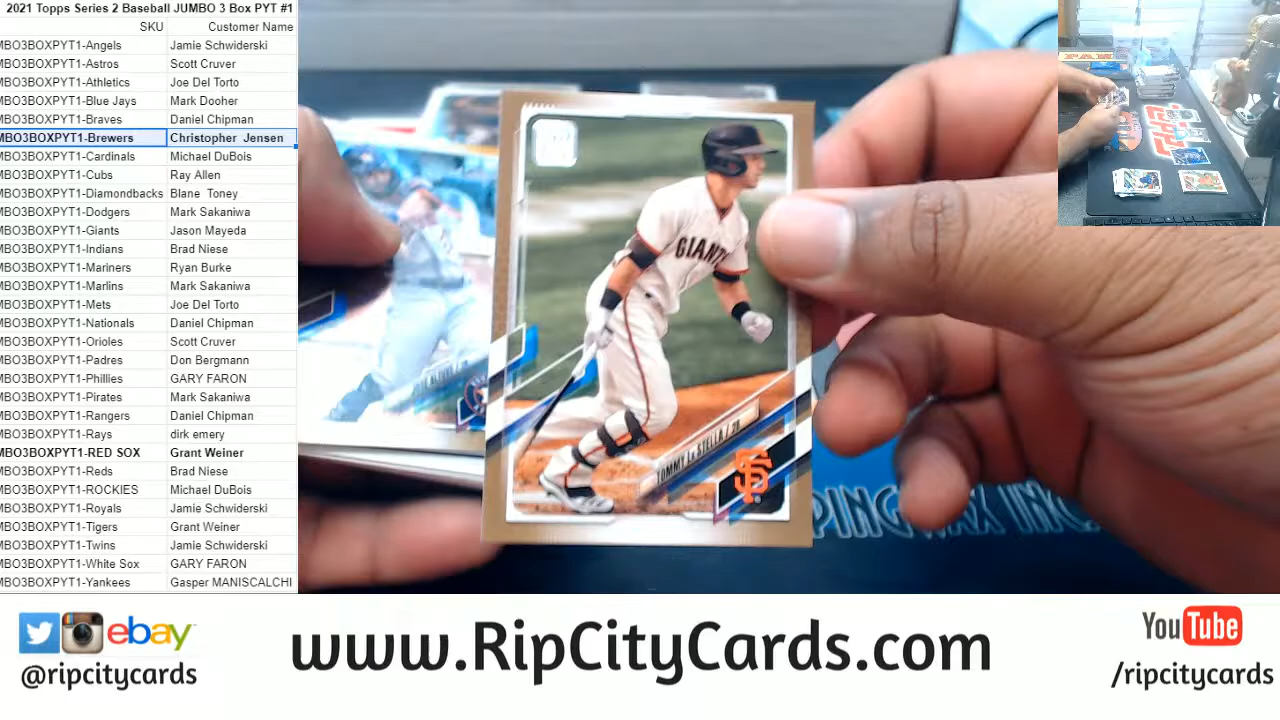 2021 Topps Series 2 Baseball JUMBO 3 Box PYT #1
SKU Customer Name
MBO3BOXPYT1-Angels Jamie Schwiderski
MBO3BOXPYT1-Astros Scott Cruver
MBO3BOXPYT1-Athletics Joe Del Torto
MBO3BOXPYT1-Blue Jays Mark Dooher
MBO3BOXPYT1-Braves Daniel Chipman
MBO3BOXPYT1-Brewers Christopher Jensen
MBO3BOXPYT1-Cardinals Michael DuBois
MBO3BOXPYT1-Cubs Ray Allen
MBO3BOXPYT1-Diamondbacks Blane Toney
MBO3BOXPYT1-Dodgers Mark Sakaniwa
MBO3BOXPYT1-Giants Jason Mayeda
MBO3BOXPYT1-Indians Brad Niese
MBO3BOXPYT1-Mariners Ryan Burke
MBO3BOXPYT1-Marlins Mark Sakaniwa
MBO3BOXPYT1-Mets Joe Del Torto
MBO3BOXPYT1-Nationals Daniel Chipman
MBO3BOXPYT1-Orioles Scott Cruver
MBO3BOXPYT1-Padres Don Bergmann
MBO3BOXPYT1-Phillies GARY FARON
MBO3BOXPYT1-Pirates Mark Sakaniwa
MBO3BOXPYT1-Rangers Daniel Chipman
MBO3BOXPYT1-Rays dirk emery
MBO3BOXPYT1-RED SOX Grant Weiner
MBO3BOXPYT1-Reds Brad Niese
MBO3BOXPYT1-ROCKIES Michael DuBois
MBO3BOXPYT1-Royals Jamie Schwiderski
MBO3BOXPYT1-Tigers Grant Weiner
MBO3BOXPYT1-Twins Jamie Schwiderski
MBO3BOXPYT1-White Sox GARY FARON
MBO3BOXPYT1-Yankees Gasper MANISCALCHI
GIANTS
TOMMY La STELLA / 2B
SF
PINGWAX INC
ebay
@ripcitycards
www.RipCityCards.com
YouTube
/ripcitycards